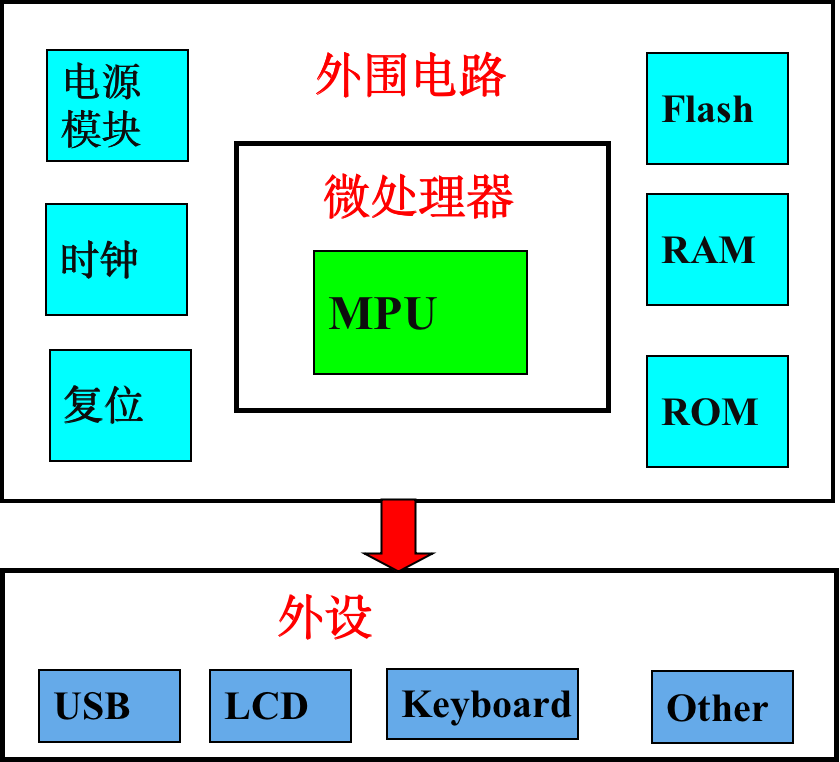 外围电路
电源
模块
时钟
复位
微处理器
MPU
Flash
RAM
ROM
外设
USB
LCD
Keyboard
Other